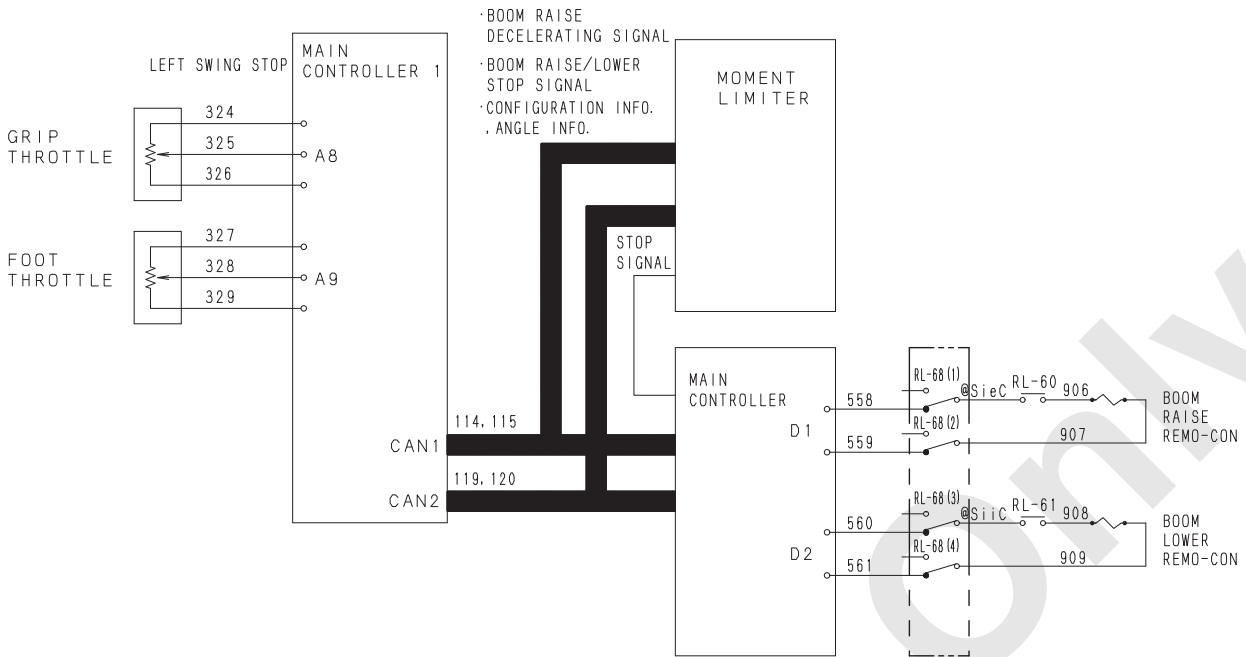 ·BOOM RAISE
DECELERATING SIGNAL
·BOOM RAISE/LOWER
STOP SIGNAL
·CONFIGURATION INFO.
, ANGLE INFO.
LEFT SWING STOP
MAIN
CONTROLLER 1
MOMENT
LIMITER
GRIP
THROTTLE
324
325
326
A8
FOOT
THROTTLE
327
328
329
A9
STOP
SIGNAL
MAIN
CONTROLLER
D1
558
559
RL-68(1)
@SieC
RL-60
906
RL-68(2)
907
BOOM
RAISE
REMO-CON
114, 115
CAN1
119, 120
CAN2
D2
560
561
RL-68(3)
@SiiC
RL-61
908
RL-68(4)
909
BOOM
LOWER
REMO-CON
Only